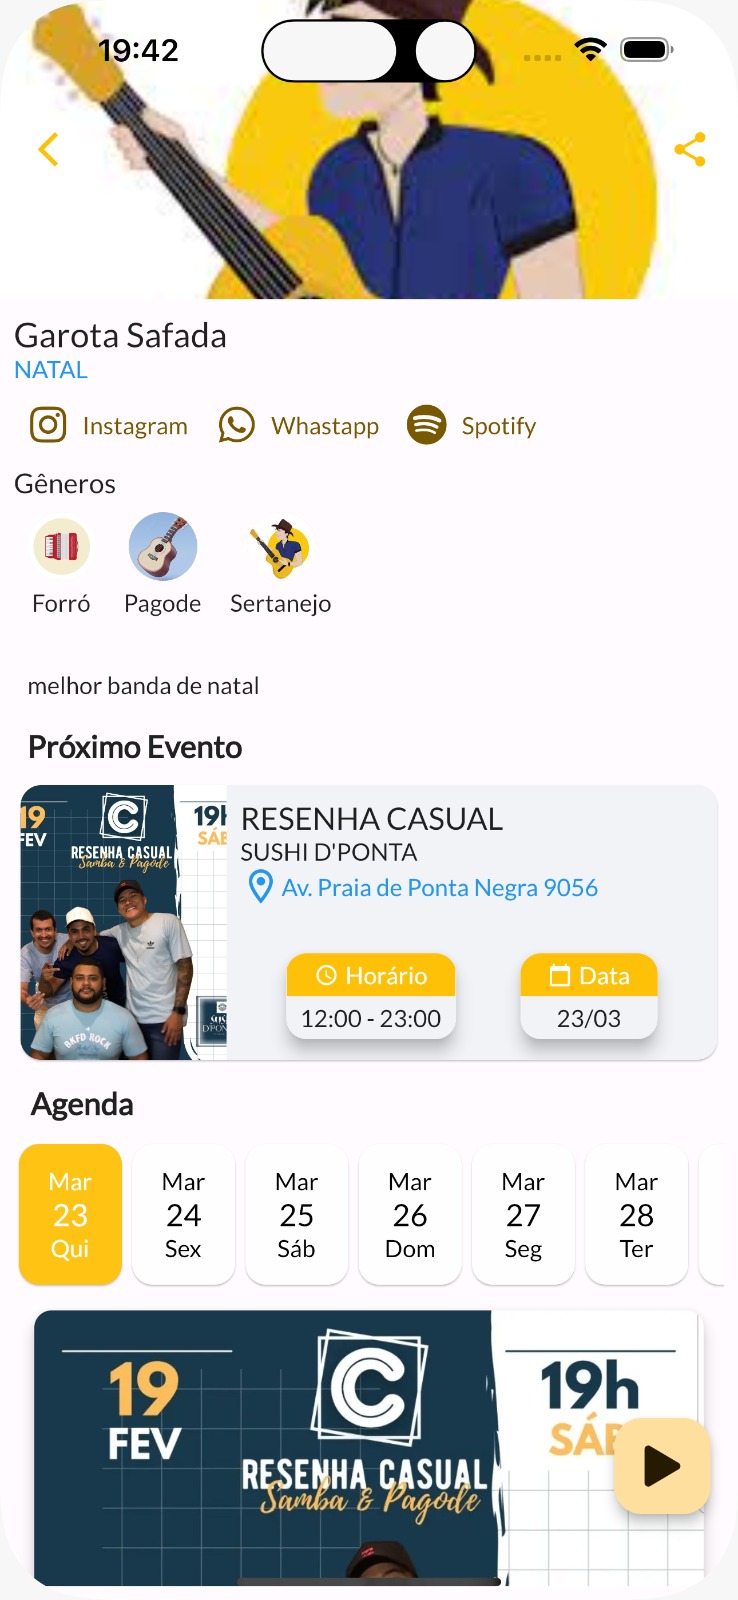 19:42
Garota Safada
NATAL
Instagram Whastapp Spotify
Gêneros
Forró Pagode Sertanejo
melhor banda de natal
Próximo Evento
19 FEV
C
RESENHA CASUAL
Samba & Pagode
19h
SÁB
BKFD ROCK
RESENHA CASUAL
SUSHI D'PONTA
Av. Praia de Ponta Negra 9056
Horário Data
12:00 - 23:00 23/03
Agenda
Mar Mar Mar Mar Mar Mar
23 24 25 26 27 28
Qui Sex Sáb Dom Seg Ter
19 19h
FEV SÁB
C
RESENHA CASUAL
Samba & Pagode